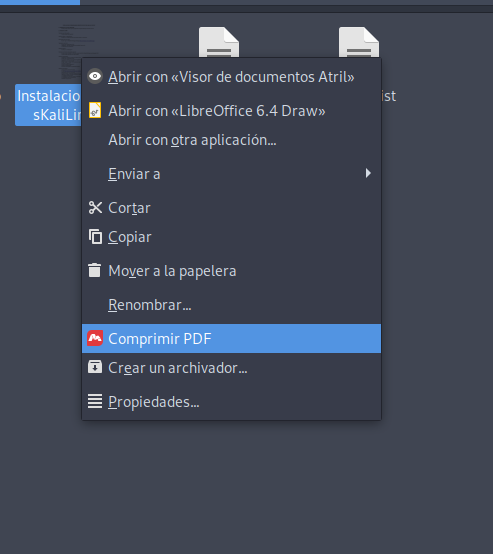 Instalacio
sKaliLin
ist
Abrir con «Visor de documentos Atril»
Abrir con «LibreOffice 6.4 Draw»
Abrir con otra aplicación...
Enviar a
Cortar
Copiar
Mover a la papelera
Renombrar...
Comprimir PDF
Crear un archivador...
Propiedades...